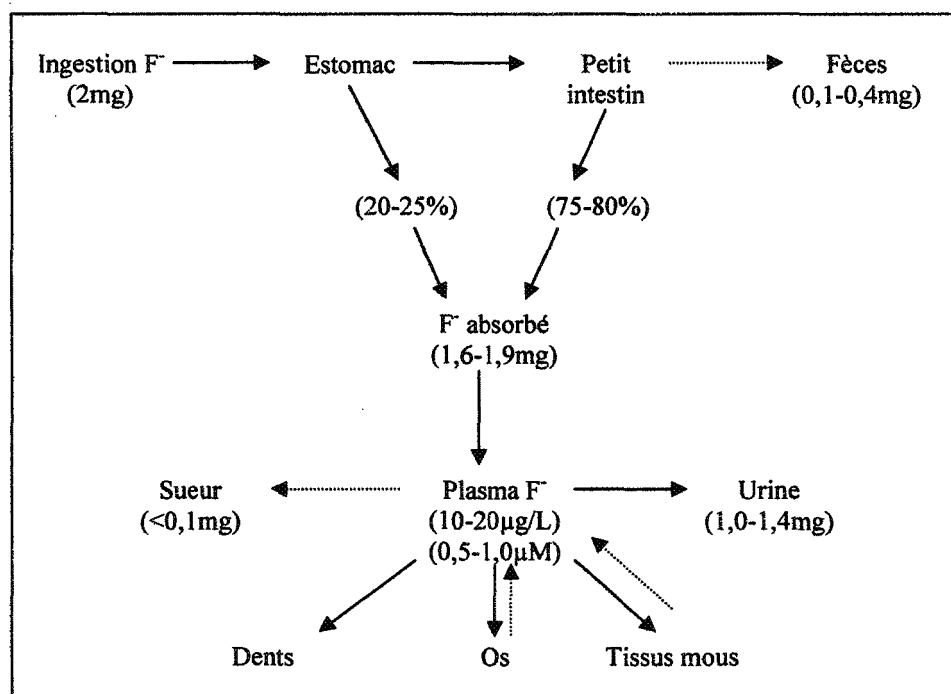 Ingestion F⁻
(2mg)
Estomac
Petit
intestin
Fèces
(0,1-0,4mg)
(20-25%)
(75-80%)
F⁻ absorbé
(1,6-1,9mg)
Sueur
(<0,1mg)
Plasma F⁻
(10-20µg/L)
(0,5-1,0µM)
Urine
(1,0-1,4mg)
Dents
Os
Tissus mous